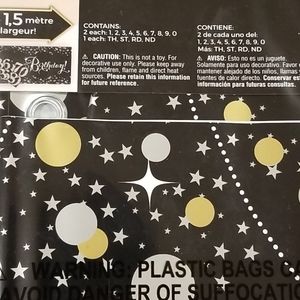 1,5 mètre
largeur!
Birthday!
CONTAINS:
2 each: 1, 2, 3, 4, 5, 6, 7, 8, 9, 0
1 each: TH, ST, RD, ND
CAUTION: This is not a toy. For
decorative use only. Please keep away
from children, flame and direct heat
sources. Please retain this information
for future reference.
CONTIENE:
2 de cada uno del:
1, 2, 3, 4, 5, 6, 7, 8, 9, 0
Más: TH, ST, RD, ND
AVISO: Esto no es un juguete.
Solamente para uso decorativo. Favor
mantener alejado de los niños, llamas
y fuentes de calor directo. Conservar
información para futuras consultas.
WARNING: PLASTIC BAGS C
AVOID DANGER OF SUFFOCATIO